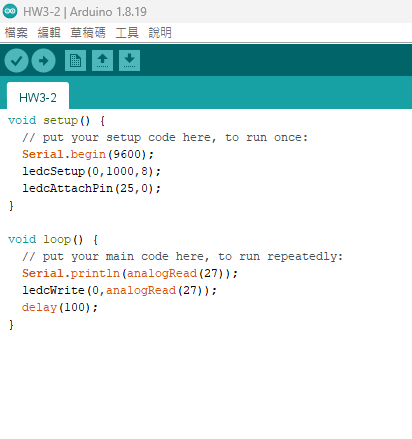 HW3-2 | Arduino 1.8.19
檔案 編輯 草稿碼 工具 說明
HW3-2
void setup() {
  // put your setup code here, to run once:
  Serial.begin(9600);
  ledcSetup(0,1000,8);
  ledcAttachPin(25,0);
}

void loop() {
  // put your main code here, to run repeatedly:
  Serial.println(analogRead(27));
  ledcWrite(0,analogRead(27));
  delay(100);
}